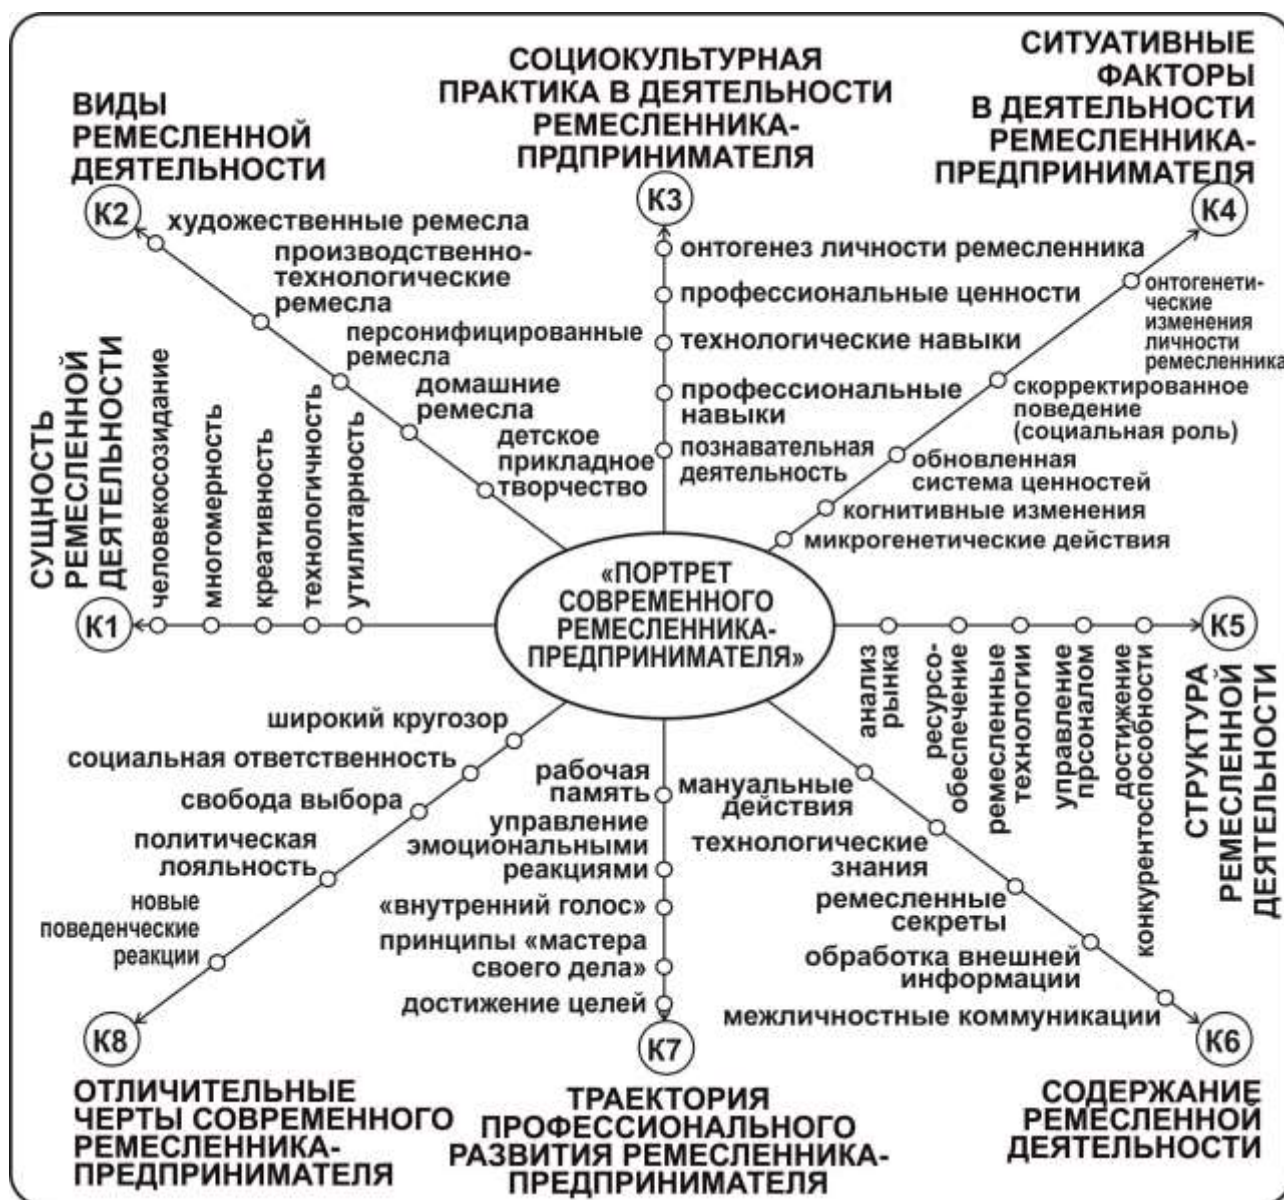 ВИДЫ
РЕМЕСЛЕННОЙ
ДЕЯТЕЛЬНОСТИ
К2
художественные ремесла
производственно-
технологические
ремесла
персонифицированные
ремесла
домашние
ремесла
детское
прикладное
творчество
СОЦИОКУЛЬТУРНАЯ
ПРАКТИКА В ДЕЯТЕЛЬНОСТИ
РЕМЕСЛЕННИКА-
ПРДПРИНИМАТЕЛЯ
К3
онтогенез личности ремесленника
профессиональные ценности
технологические навыки
профессиональные
навыки
познавательная
деятельность
СИТУАТИВНЫЕ
ФАКТОРЫ
В ДЕЯТЕЛЬНОСТИ
РЕМЕСЛЕННИКА-
ПРЕДПРИНИМАТЕЛЯ
К4
онтогенети-
ческие
изменения
личности
ремесленника
скорректированное
поведение
(социальная роль)
обновленная
система ценностей
когнитивные изменения
микрогенетические действия
СУЩНОСТЬ
РЕМЕСЛЕННОЙ
ДЕЯТЕЛЬНОСТИ
К1
человекосозидание
многомерность
креативность
технологичность
утилитарность
«ПОРТРЕТ
СОВРЕМЕННОГО
РЕМЕСЛЕННИКА-
ПРЕДПРИНИМАТЕЛЯ»
К5
анализ
рынка
ресурсо-
обеспечение
ремесленные
технологии
управление
прсоналом
достижение
конкурентоспособности
СТРУКТУРА
РЕМЕСЛЕННОЙ
ДЕЯТЕЛЬНОСТИ
широкий кругозор
социальная ответственность
свобода выбора
политическая
лояльность
новые
поведенческие
реакции
К8
ОТЛИЧИТЕЛЬНЫЕ
ЧЕРТЫ СОВРЕМЕННОГО
РЕМЕСЛЕННИКА-
ПРЕДПРИНИМАТЕЛЯ
рабочая
память
управление
эмоциональными
реакциями
«внутренний голос»
принципы «мастера
своего дела»
достижение целей
К7
ТРАЕКТОРИЯ
ПРОФЕССИОНАЛЬНОГО
РАЗВИТИЯ РЕМЕСЛЕННИКА-
ПРЕДПРИНИМАТЕЛЯ
мануальные
действия
технологические
знания
ремесленные
секреты
обработка внешней
информации
межличностные коммуникации
К6
СОДЕРЖАНИЕ
РЕМЕСЛЕННОЙ
ДЕЯТЕЛЬНОСТИ